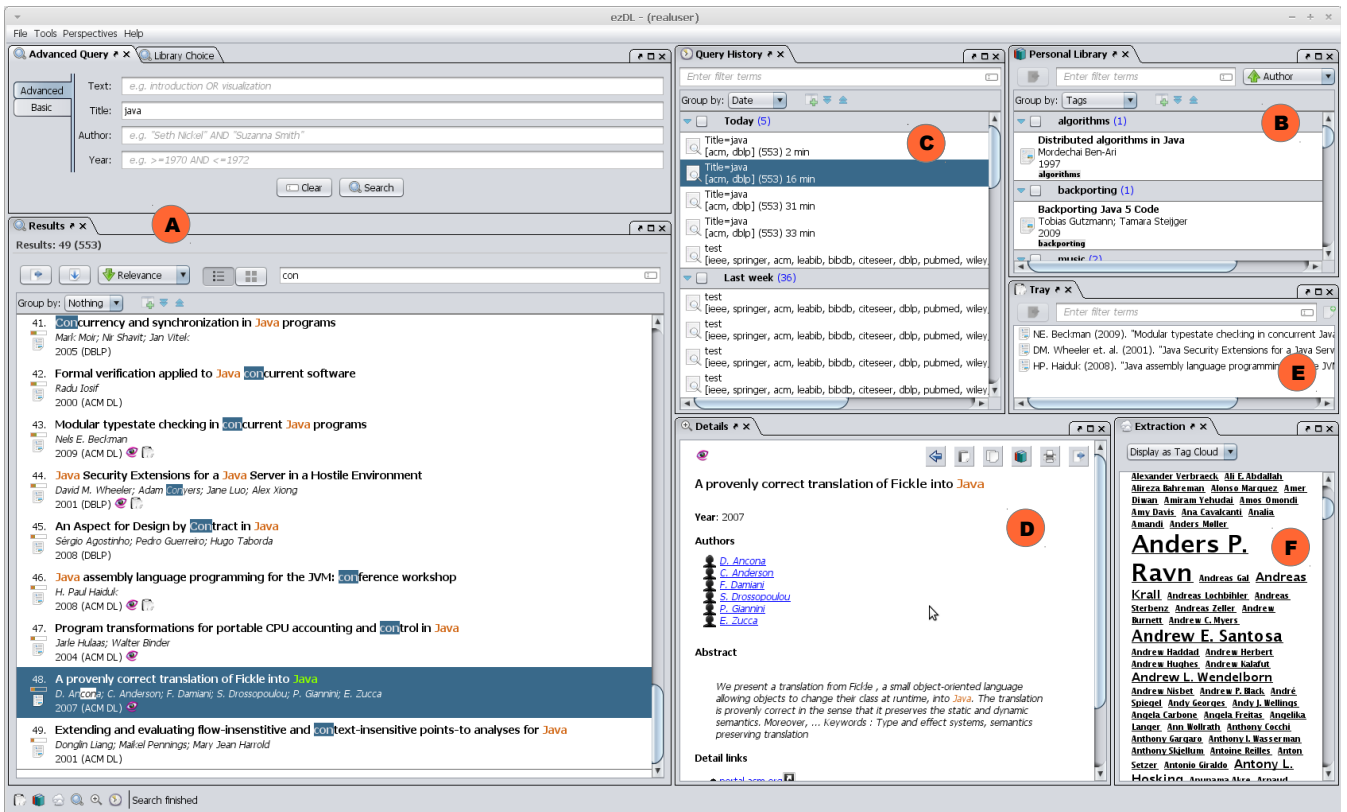 ezDL - (realuser)
File Tools Perspectives Help
Advanced Query
Library Choice
Advanced
Basic
Text: e.g. introduction OR visualization
Title: java
Author: e.g. "Seth Nickel" AND "Suzanna Smith"
Year: e.g. >=1970 AND <=1972
Clear
Search
A
Results
Results: 49 (553)
Relevance
con
Group by: Nothing
41. Concurrency and synchronization in Java programs
Mark Moir; Nir Shavit; Jan Vitek
2005 (DBLP)
42. Formal verification applied to Java concurrent software
Radu Iosif
2000 (ACM DL)
43. Modular typestate checking in concurrent Java programs
Nels E. Beckman
2009 (ACM DL)
44. Java Security Extensions for a Java Server in a Hostile Environment
David M. Wheeler; Adam Conyers; Jane Luo; Alex Xiong
2001 (DBLP)
45. An Aspect for Design by Contract in Java
Sérgio Agostinho; Pedro Guerreiro; Hugo Taborda
2008 (DBLP)
46. Java assembly language programming for the JVM: conference workshop
H. Paul Haiduk
2008 (ACM DL)
47. Program transformations for portable CPU accounting and control in Java
Jarle Hulaas; Walter Binder
2004 (ACM DL)
48. A provenly correct translation of Fickle into Java
D. Ancona; C. Anderson; F. Damiani; S. Drossopoulou; P. Giannini; E. Zucca
2007 (ACM DL)
49. Extending and evaluating flow-insenstitive and context-insensitive points-to analyses for Java
Donglin Liang; Maikel Pennings; Mary Jean Harrold
2001 (ACM DL)
Search finished
Query History
Enter filter terms
Group by: Date
C
Today (5)
Title=java
[acm, dblp] (553) 2 min
Title=java
[acm, dblp] (553) 16 min
Title=java
[acm, dblp] (553) 31 min
Title=java
[acm, dblp] (553) 33 min
test
[ieee, springer, acm, leabib, bibdb, citeseer, dblp, pubmed, wiley,
Last week (36)
test
[ieee, springer, acm, leabib, bibdb, citeseer, dblp, pubmed, wiley,
test
[ieee, springer, acm, leabib, bibdb, citeseer, dblp, pubmed, wiley,
test
[ieee, springer, acm, leabib, bibdb, citeseer, dblp, pubmed, wiley,
test
[ieee, springer, acm, leabib, bibdb, citeseer, dblp, pubmed, wiley,
Personal Library
Enter filter terms
Author
Group by: Tags
B
algorithms (1)
Distributed algorithms in Java
Mordechai Ben-Ari
1997
algorithms
backporting (1)
Backporting Java 5 Code
Tobias Gutzmann; Tamara Steijger
2009
backporting
music (2)
Tray
Enter filter terms
NE. Beckman (2009). "Modular typestate checking in concurrent Java
DM. Wheeler et. al. (2001). "Java Security Extensions for a Java Serv
HP. Haiduk (2008). "Java assembly language programming
E
Details
A provenly correct translation of Fickle into Java
Year: 2007
D
Authors
D. Ancona
C. Anderson
F. Damiani
S. Drossopoulou
P. Giannini
E. Zucca
Abstract
We present a translation from Fickle , a small object-oriented language
allowing objects to change their class at runtime, into Java. The translation
is provenly correct in the sense that it preserves the static and dynamic
semantics. Moreover, ... Keywords : Type and effect systems, semantics
preserving translation
Detail links
portal.acm.org
Extraction
Display as Tag Cloud
F
Alexander Verbraeck Ali E. Abdallah
Alireza Bahreman Alonso Marquez Amer
Diwan Amiram Yehudai Amos Omondi
Amy Davis Ana Cavalcanti Analia
Amandi Anders Møller
Anders P.
Ravn Andreas Gal Andreas
Krall Andreas Lochbihler Andreas
Sterbenz Andreas Zeller Andrew
Burnett Andrew C. Myers
Andrew E. Santosa
Andrew Haddad Andrew Herbert
Andrew Hughes Andrew Kalafut
Andrew L. Wendelborn
Andrew Nisbet Andrew P. Black André
Spiegel Andy Georges Andy J. Wellings
Angela Carbone Angela Freitas Angelika
Langer Ann Wollrath Anthony Cocchi
Anthony Gargaro Anthony I. Wasserman
Anthony Skjellum Antoine Reilles Anton
Setzer Antonio Giraldo Antony L.
Hosking Anupama Akre Arnaud